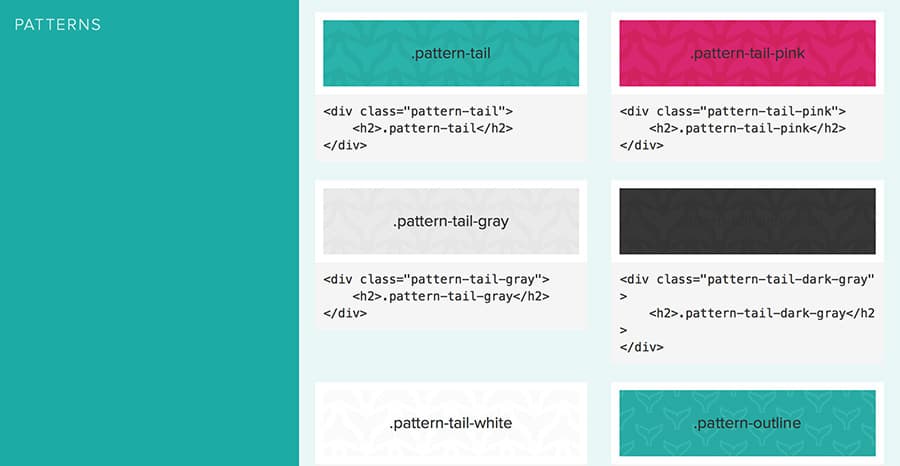 PATTERNS
.pattern-tail
<div class="pattern-tail">
    <h2>.pattern-tail</h2>
</div>
.pattern-tail-pink
<div class="pattern-tail-pink">
    <h2>.pattern-tail-pink</h2>
</div>
.pattern-tail-gray
<div class="pattern-tail-gray">
    <h2>.pattern-tail-gray</h2>
</div>
<div class="pattern-tail-dark-gray"
>
    <h2>.pattern-tail-dark-gray</h2
>
</div>
.pattern-tail-white
.pattern-outline